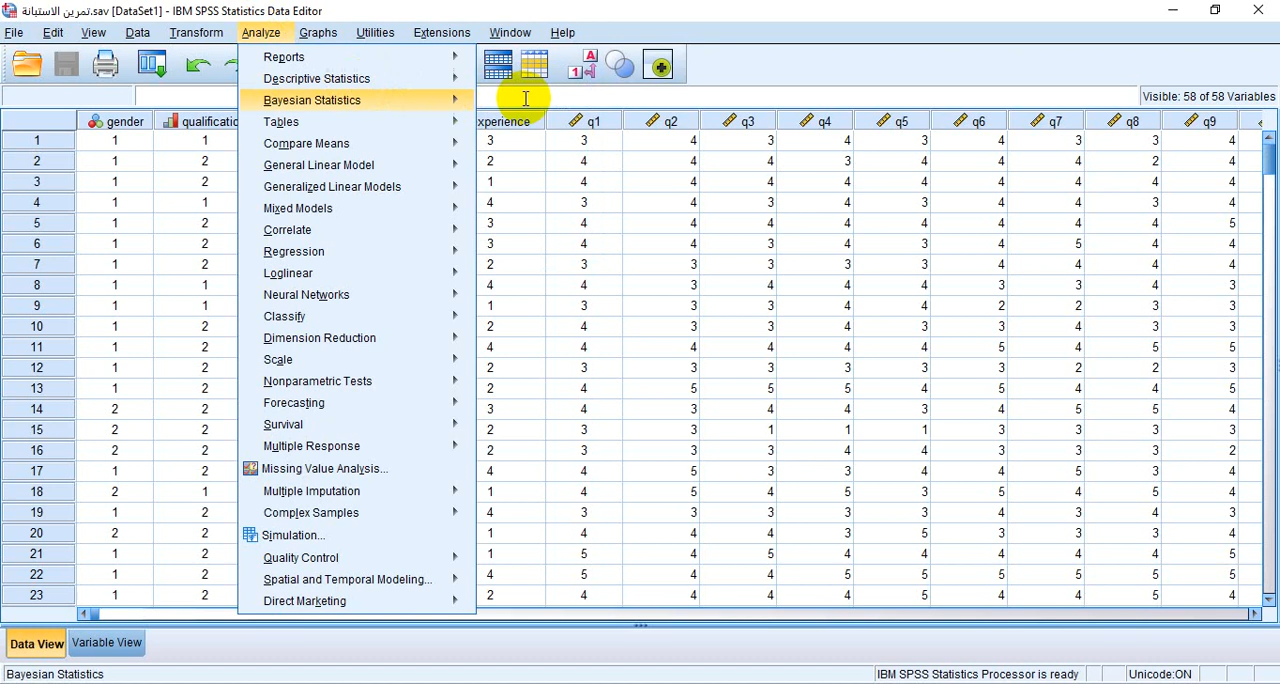 تمرين الاستبانة.sav [DataSet1] - IBM SPSS Statistics Data Editor
File Edit View Data Transform Analyze Graphs Utilities Extensions Window Help
Visible: 58 of 58 Variables
Reports
Descriptive Statistics
Bayesian Statistics
Tables
Compare Means
General Linear Model
Generalized Linear Models
Mixed Models
Correlate
Regression
Loglinear
Neural Networks
Classify
Dimension Reduction
Scale
Nonparametric Tests
Forecasting
Survival
Multiple Response
Missing Value Analysis...
Multiple Imputation
Complex Samples
Simulation...
Quality Control
Spatial and Temporal Modeling...
Direct Marketing
gender q1 q2 q3 q4 q5 q6 q7 q8 q9
1 1 1 3 3 4 3 4 3 4 3 3 4
2 1 2 2 4 4 4 3 4 4 4 2 4
3 1 2 1 4 4 4 4 4 4 4 4 4
4 1 1 4 3 4 3 4 3 4 4 3 4
5 1 2 3 4 4 4 4 4 4 4 4 5
6 1 2 3 4 4 3 4 3 4 5 4 4
7 1 2 2 3 3 3 3 3 4 4 4 4
8 1 1 4 4 3 4 4 4 3 3 4 3
9 1 1 1 3 3 3 4 4 2 2 3 3
10 1 2 2 4 3 3 4 3 3 4 3 3
11 1 2 4 4 4 4 4 4 5 4 5 5
12 1 2 2 3 3 3 4 3 3 2 2 3
13 1 2 2 4 5 5 5 4 5 4 4 5
14 2 2 3 4 4 4 4 3 4 5 5 4
15 2 2 2 3 3 1 1 1 3 3 3 4
16 2 2 2 3 3 3 4 4 3 3 3 2
17 1 2 4 4 5 4 3 4 4 5 3 4
18 2 1 1 4 5 4 5 3 5 4 5 4
19 1 2 4 3 3 3 3 4 3 4 3 3
20 2 2 1 4 4 4 3 5 3 3 3 4
21 1 2 1 5 4 4 4 4 4 4 4 5
22 1 2 4 5 4 4 5 5 4 5 5 5
23 1 2 2 4 4 4 4 5 4 4 5 4
Data View Variable View
Bayesian Statistics
IBM SPSS Statistics Processor is ready
Unicode:ON